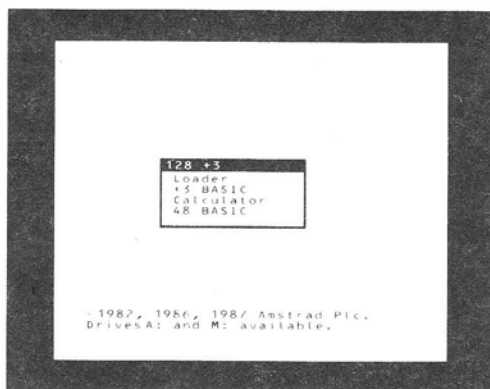 128 +3
Loader
+3 BASIC
Calculator
48 BASIC
©1982, 1986, 1987 Amstrad Plc.
Drives A: and M: available.